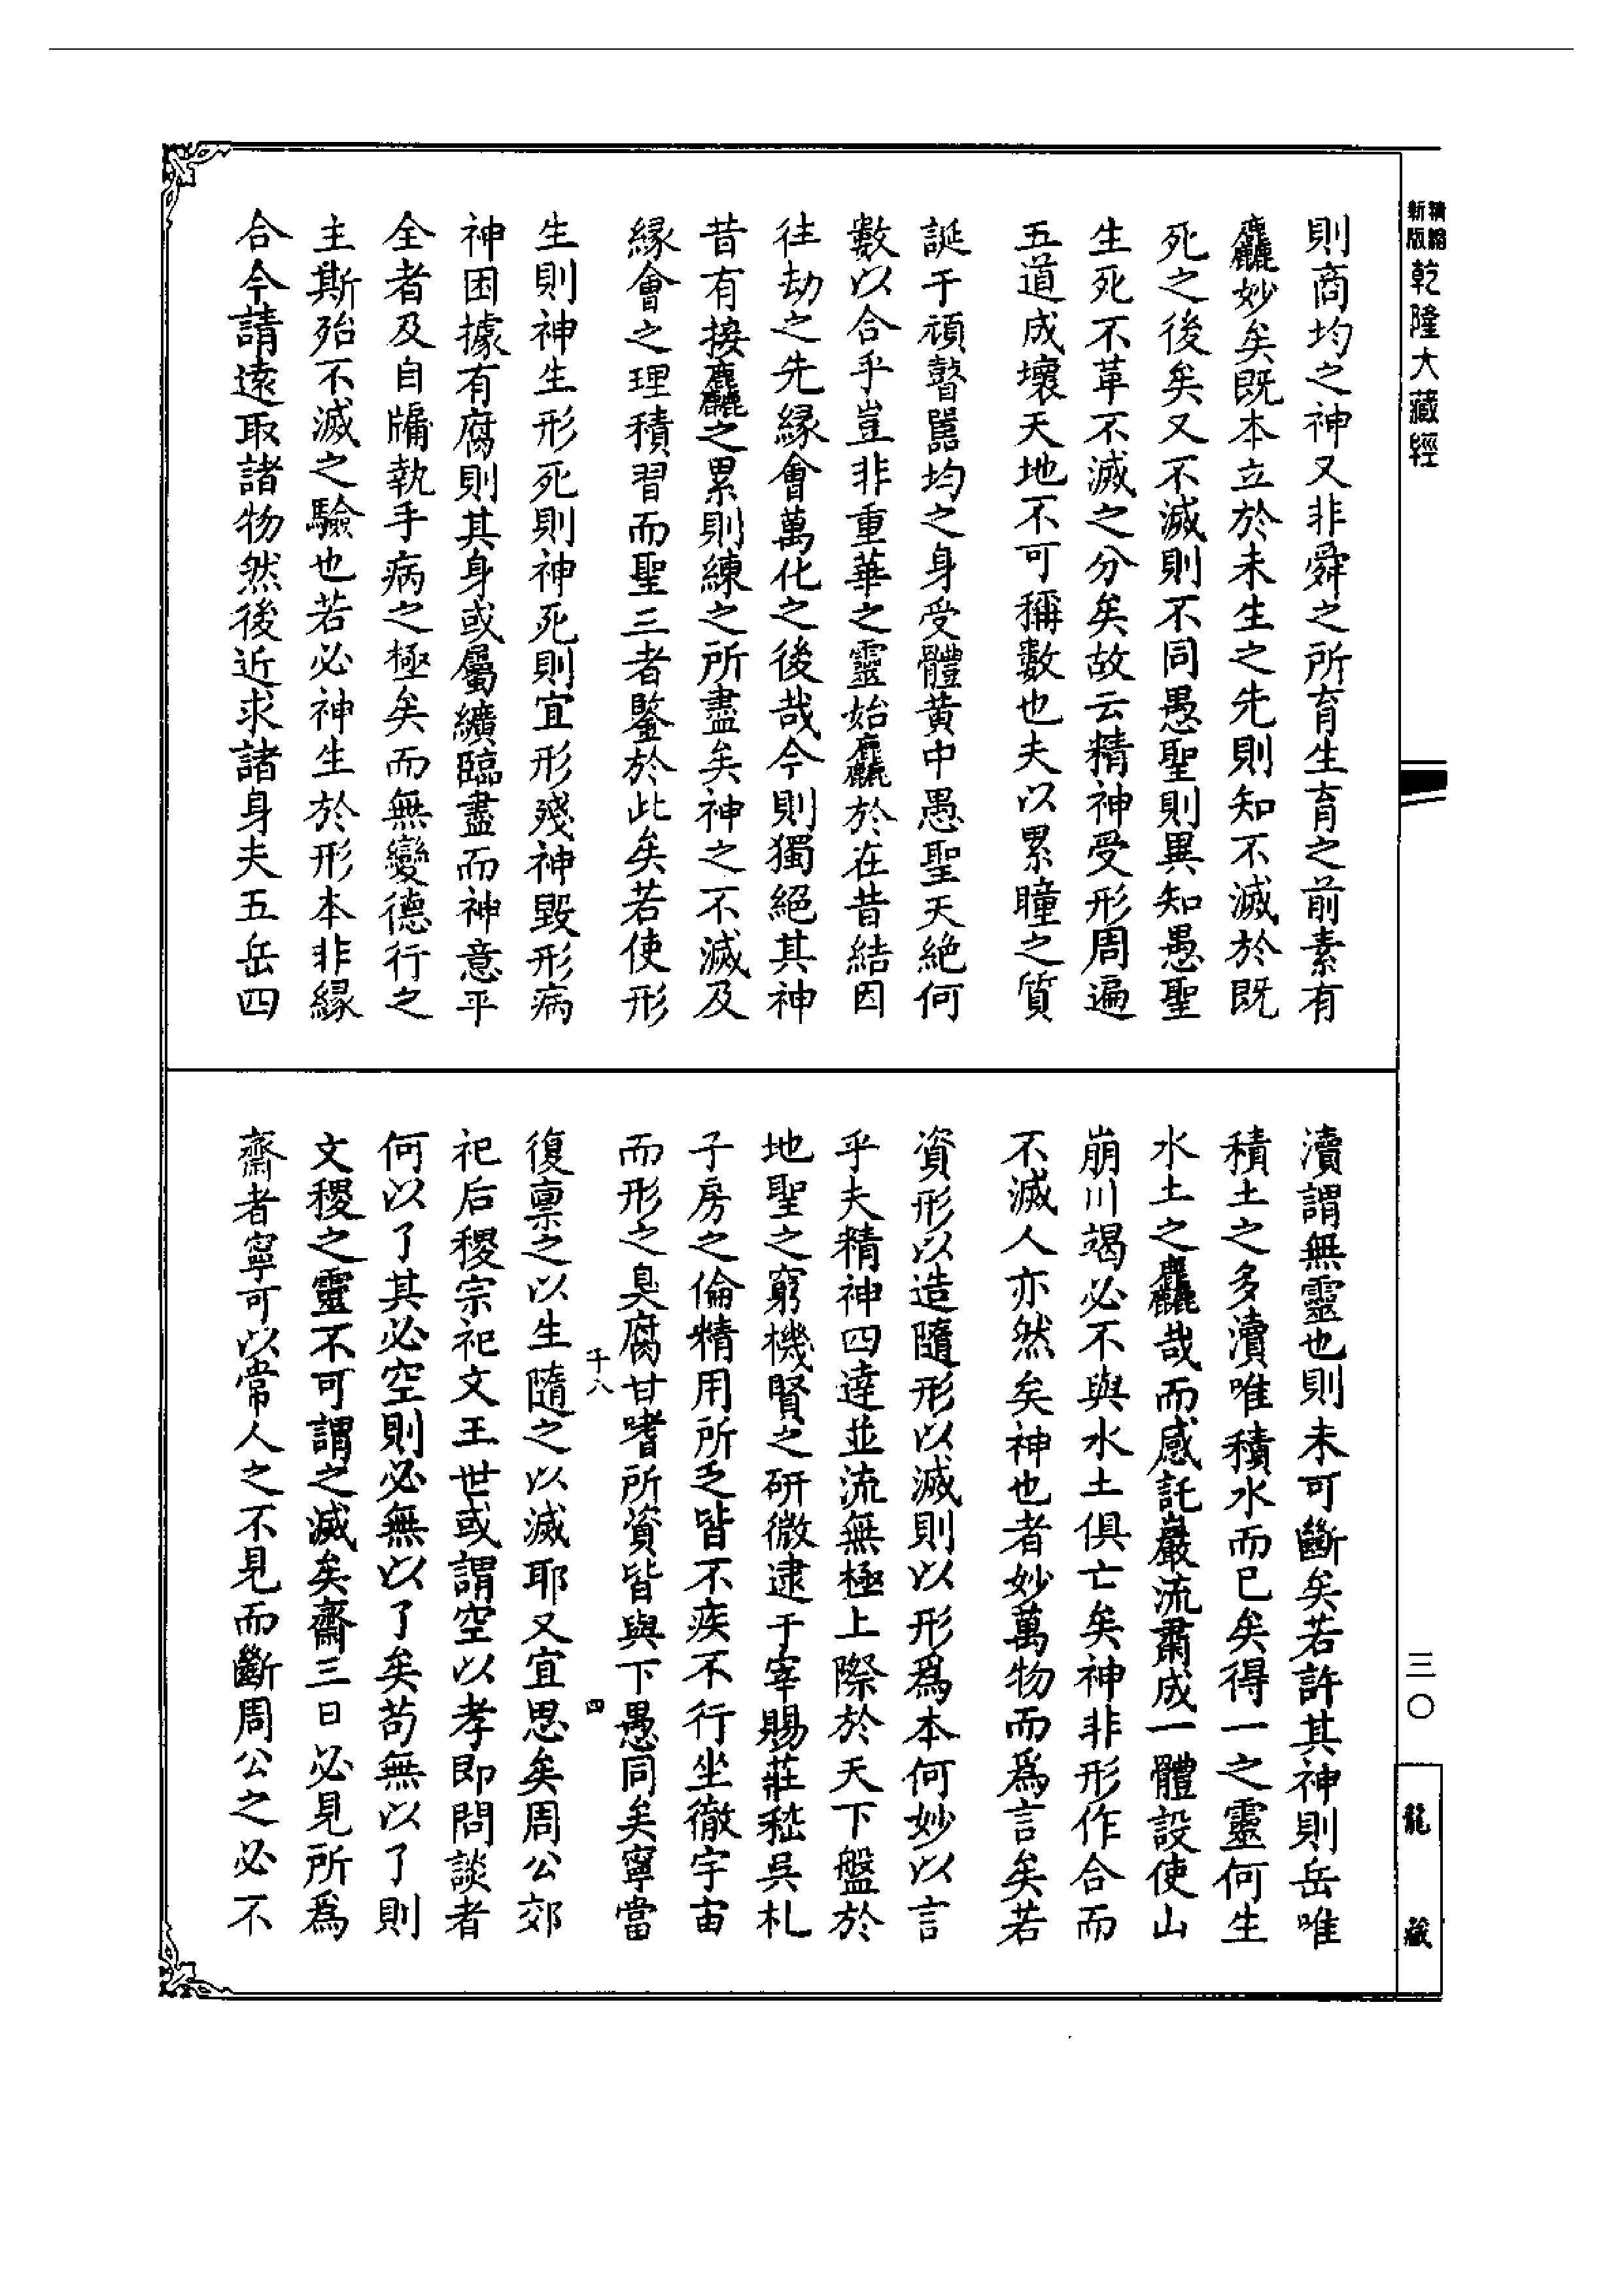 精縮新版乾隆大藏經
則商均之神又非舜之所育生育之前素有
麤妙矣既本立於未生之先則知不滅於既
死之後矣又不滅則不同愚聖則異知愚聖
生死不革不滅之分矣故云精神受形周遍
五道成壞天地不可稱數也夫以累瞳之質
誕于頑瞽嚚均之身受體黃中愚聖天絶何
數以合乎豈非重華之靈始麤於在昔結因
往劫之先緣會萬化之後哉今則獨絕其神
昔有接麤之累則練之所盡矣神之不滅及
緣會之理積習而聖三者鑒於此矣若使形
生則神生形死則神死則宜形殘神毀形病
神困據有腐則其身或屬纊臨盡而神意平
全者及自牖執手病之極矣而無變德行之
主斯殆不滅之驗也若必神生於形本非緣
合今請遠取諸物然後近求諸身夫五岳四
瀆謂無靈也則未可斷矣若許其神則岳唯
積土之多瀆唯積水而已矣得一之靈何生
水土之麤哉而感託巖流肅成一體設使山
崩川竭必不與水土俱亡矣神非形作合而
不滅人亦然矣神也者妙萬物而為言矣若
資形以造隨形以滅則以形為本何妙以言
乎夫精神四達並流無極上際於天下盤於
地聖之窮機賢之研微逮于宰賜莊嵇吳札
子房之倫精用所乏皆不疾不行坐徹宇宙
而形之臭腐甘嗜所資皆與下愚同矣寧當
復稟之以生隨之以滅耶又宜思矣周公郊
祀后稷宗祀文王世或謂空以孝即問談者
何以了其必空則必無以了矣苟無以了則
文稷之靈不可謂之滅矣齋三日必見所為
齋者寧可以常人之不見而斷周公之必不
三〇
龍藏